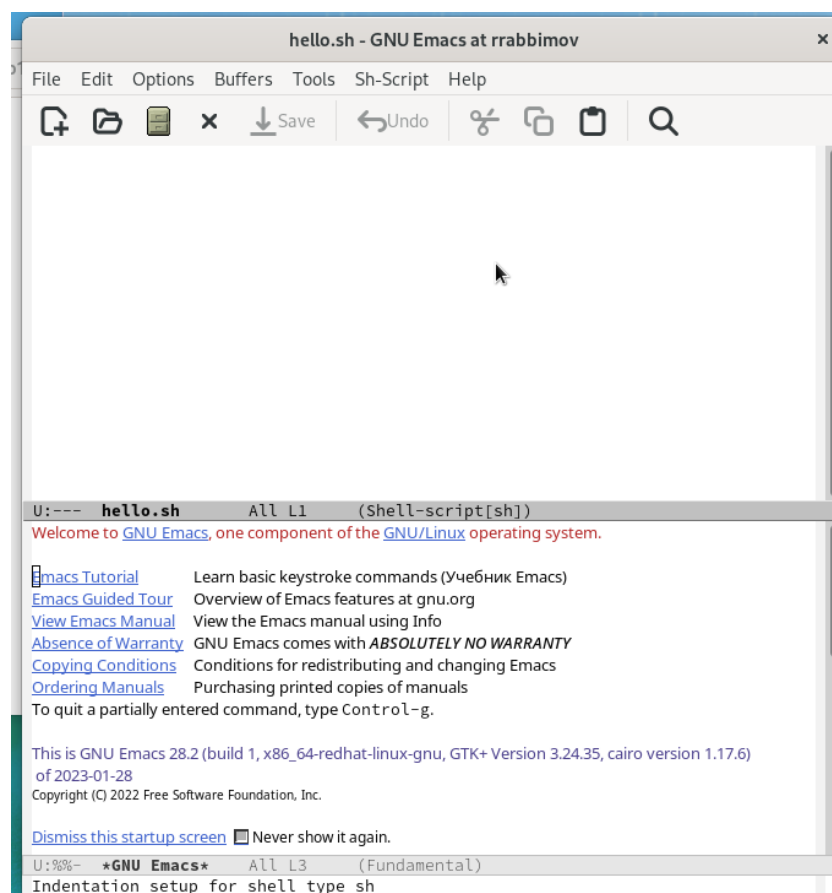 hello.sh - GNU Emacs at rrabbimov
File Edit Options Buffers Tools Sh-Script Help
Save Undo
U:--- hello.sh All L1 (Shell-script[sh])
Welcome to GNU Emacs, one component of the GNU/Linux operating system.
Emacs Tutorial Learn basic keystroke commands (Учебник Emacs)
Emacs Guided Tour Overview of Emacs features at gnu.org
View Emacs Manual View the Emacs manual using Info
Absence of Warranty GNU Emacs comes with ABSOLUTELY NO WARRANTY
Copying Conditions Conditions for redistributing and changing Emacs
Ordering Manuals Purchasing printed copies of manuals
To quit a partially entered command, type Control-g.
This is GNU Emacs 28.2 (build 1, x86_64-redhat-linux-gnu, GTK+ Version 3.24.35, cairo version 1.17.6)
of 2023-01-28
Copyright (C) 2022 Free Software Foundation, Inc.
Dismiss this startup screen Never show it again.
U:%%- *GNU Emacs* All L3 (Fundamental)
Indentation setup for shell type sh